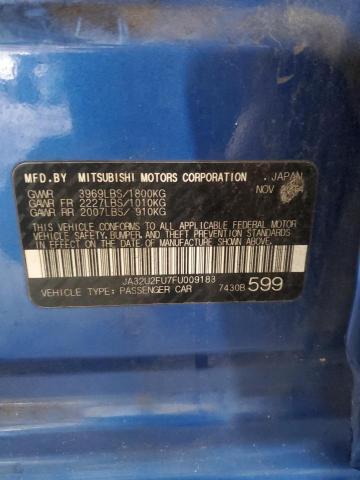 MFD.BY MITSUBISHI MOTORS CORPORATION . JAPAN
GVWR 3969LBS/1800KG NOV
GAWR FR 2227LBS/1010KG
GAWR RR 2007LBS/ 910KG
THIS VEHICLE CONFORMS TO ALL APPLICABLE FEDERAL MOTOR
VEHICLE SAFETY, BUMPER, AND THEFT PREVENTION STANDARDS
IN EFFECT ON THE DATE OF MANUFACTURE SHOWN ABOVE.
JA32U2FU7FU009183
VEHICLE TYPE: PASSENGER CAR 7430B 599